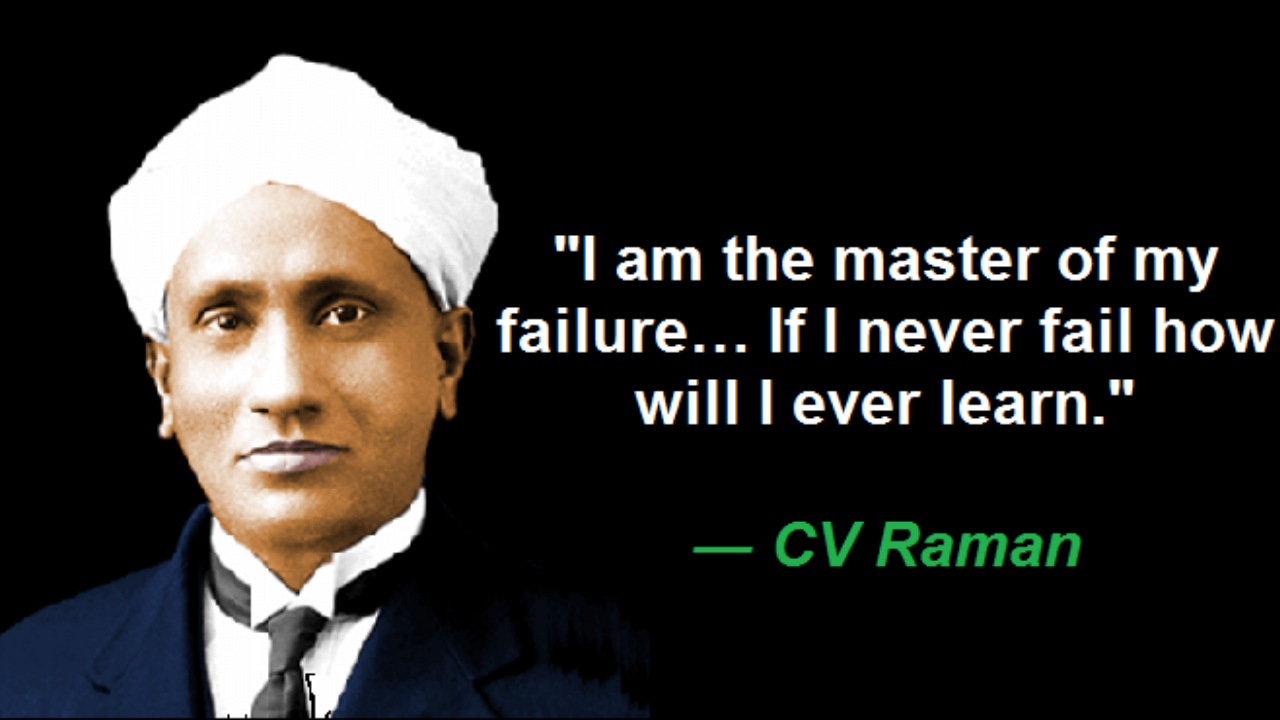 "I am the master of my
failure… If I never fail how
will I ever learn."
— CV Raman